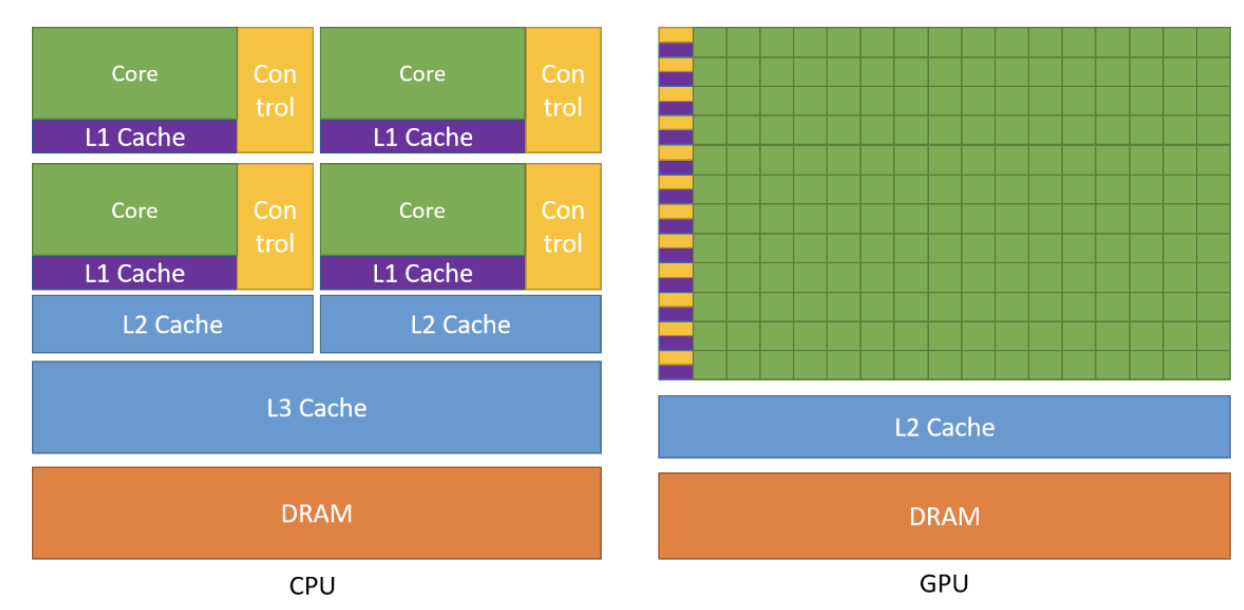 Core
Con
trol
Core
Con
trol
L1 Cache
L1 Cache
Core
Con
trol
Core
Con
trol
L1 Cache
L1 Cache
L2 Cache
L2 Cache
L3 Cache
DRAM
CPU
L2 Cache
DRAM
GPU